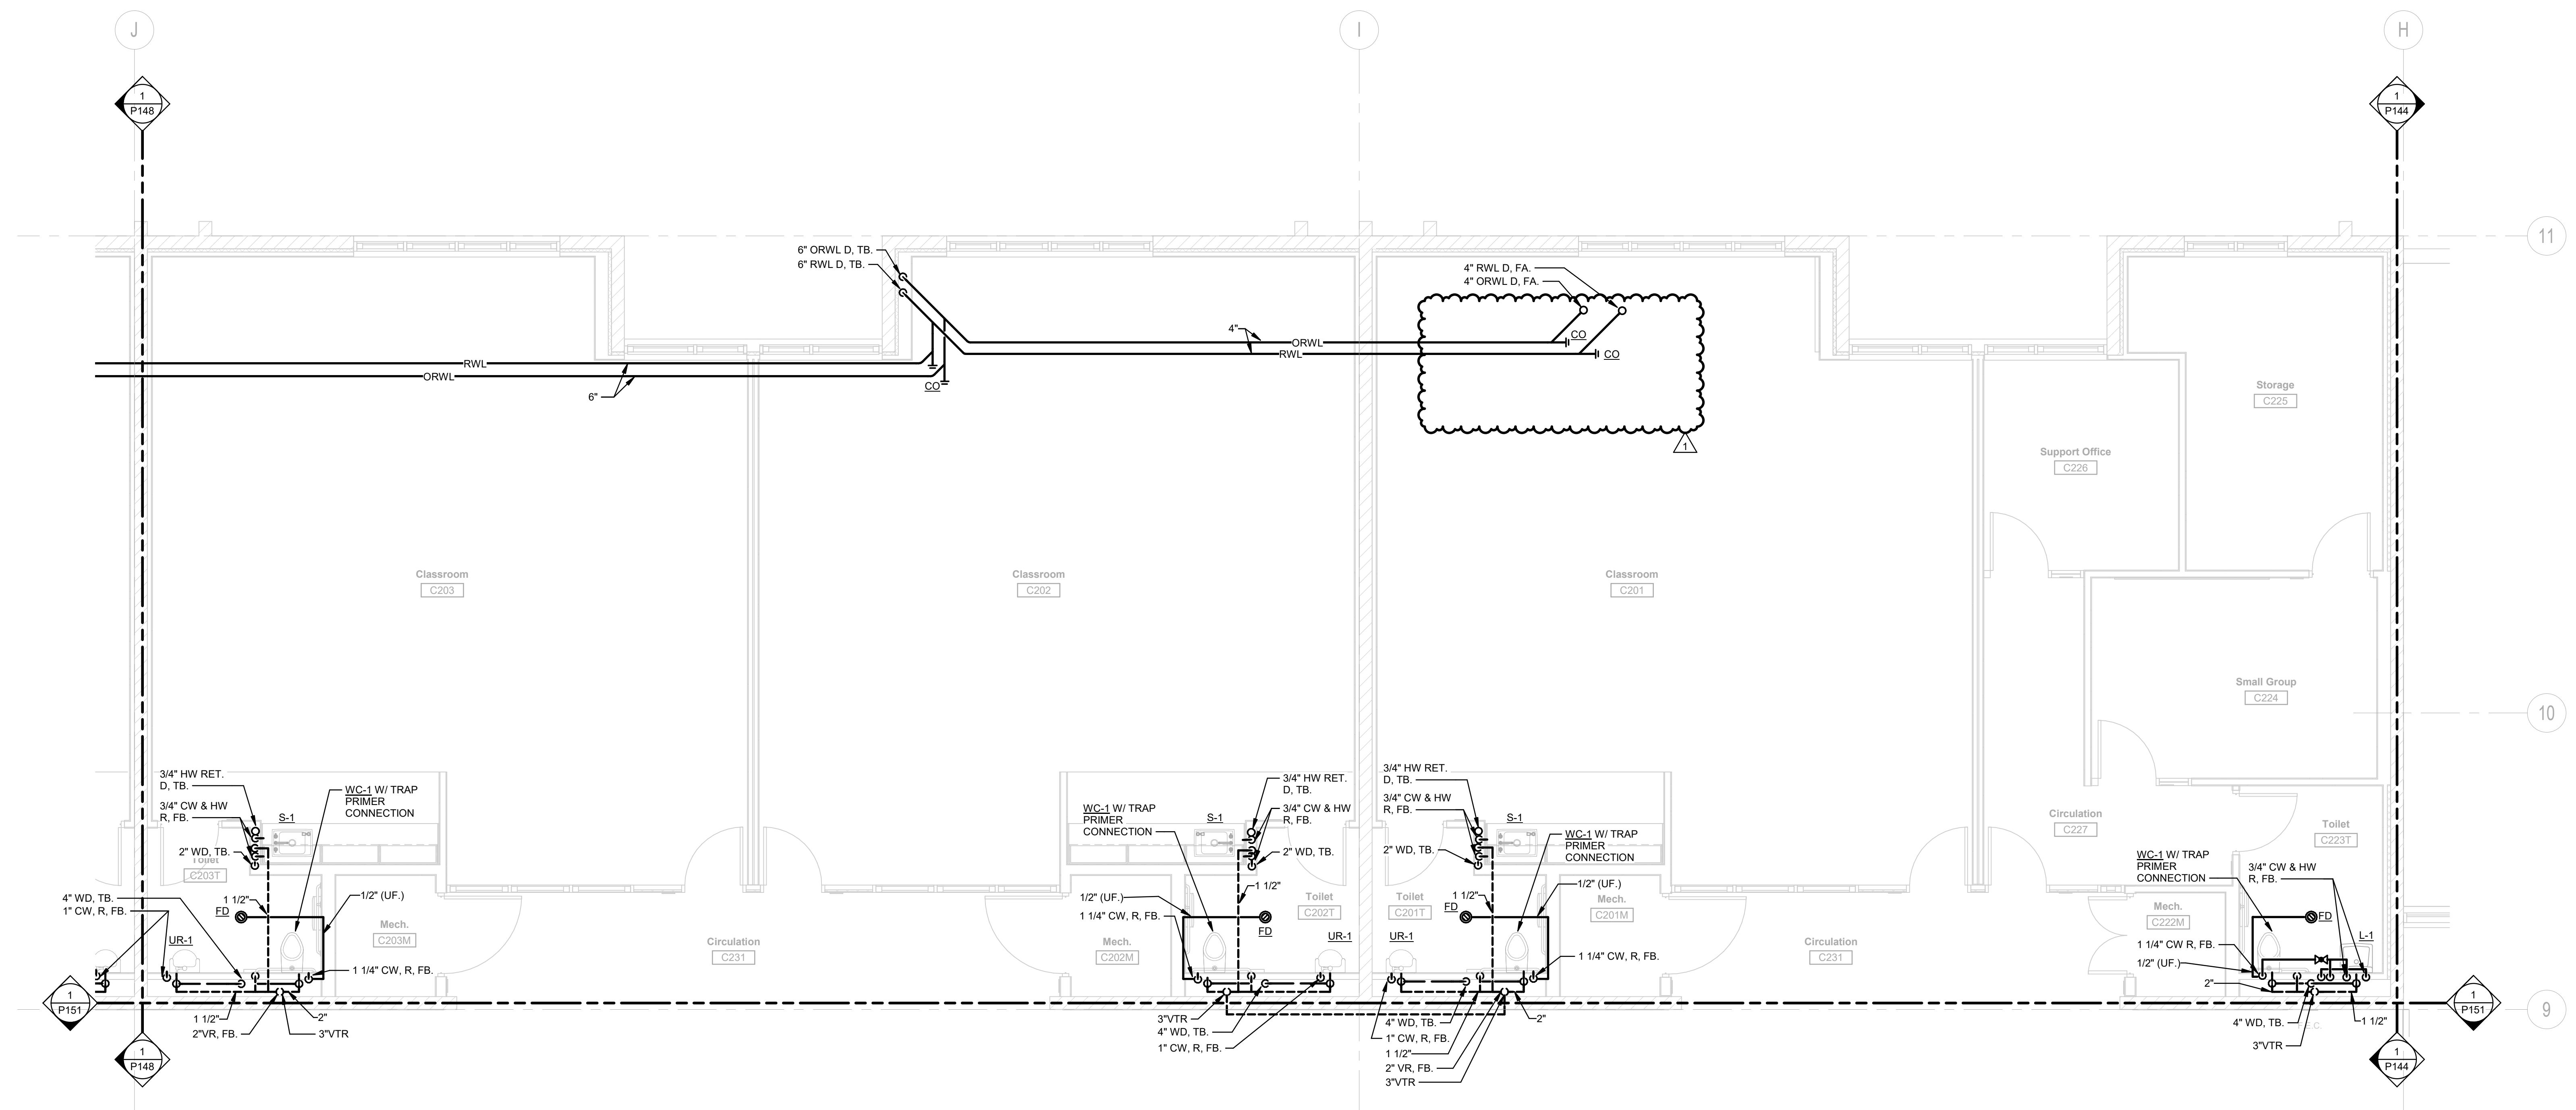 J
I
H
1
P148
1
P144
11
6" ORWL D, TB.
6" RWL D, TB.
4" RWL D, FA.
4" ORWL D, FA.
4"
ORWL
CO
RWL
CO
RWL
ORWL
CO
6"
1
Storage
C225
Support Office
C226
Classroom
C203
Classroom
C202
Classroom
C201
Small Group
C224
10
3/4" HW RET.
D, TB.
3/4" CW & HW
R, FB.
S-1
WC-1 W/ TRAP
PRIMER
CONNECTION
2" WD, TB.
Toilet
C203T
4" WD, TB.
1" CW, R, FB.
1 1/2"
FD
1/2" (UF.)
UR-1
Mech.
C203M
1 1/4" CW, R, FB.
Circulation
C231
1 1/2"
2"VR, FB.
2"
3"VTR
WC-1 W/ TRAP
PRIMER
CONNECTION
S-1
3/4" HW RET.
D, TB.
3/4" CW & HW
R, FB.
2" WD, TB.
1 1/2"
1/2" (UF.)
1 1/4" CW, R, FB.
Toilet
C202T
FD
UR-1
Mech.
C202M
3"VTR
4" WD, TB.
1" CW, R, FB.
3/4" HW RET.
D, TB.
3/4" CW & HW
R, FB.
S-1
2" WD, TB.
WC-1 W/ TRAP
PRIMER
CONNECTION
1 1/2"
1/2" (UF.)
Toilet
C201T
FD
UR-1
Mech.
C201M
1 1/4" CW, R, FB.
4" WD, TB.
1" CW, R, FB.
1 1/2"
2" VR, FB.
3"VTR
2"
Circulation
C231
Circulation
C227
Toilet
C223T
WC-1 W/ TRAP
PRIMER
CONNECTION
3/4" CW & HW
R, FB.
Mech.
C222M
FD
L-1
1 1/4" CW R, FB.
1/2" (UF.)
2"
4" WD, TB.
1 1/2"
3"VTR
1
P151
1
P151
9
1
P148
1
P144